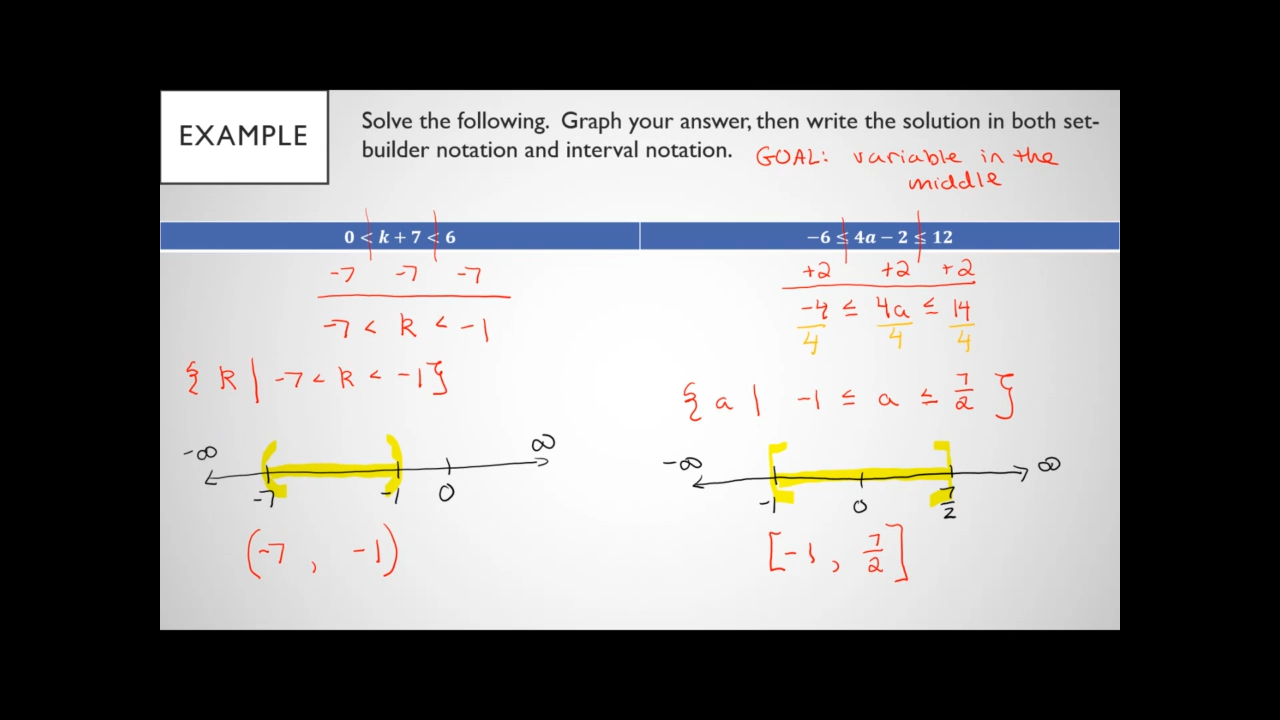 EXAMPLE
Solve the following. Graph your answer, then write the solution in both set-
builder notation and interval notation.
GOAL: variable in the
middle
0 < k + 7 < 6
-7 -7 -7
-7 < k < -1
{ k | -7 < k < -1 }
-∞ ∞
-7 -1 0
(-7 , -1)
−6 ≤ 4a − 2 ≤ 12
+2 +2 +2
-4 ≤ 4a ≤ 14
4 4 4
{ a | -1 ≤ a ≤ 7/2 }
-∞ ∞
-1 0 7/2
[-1 , 7/2]